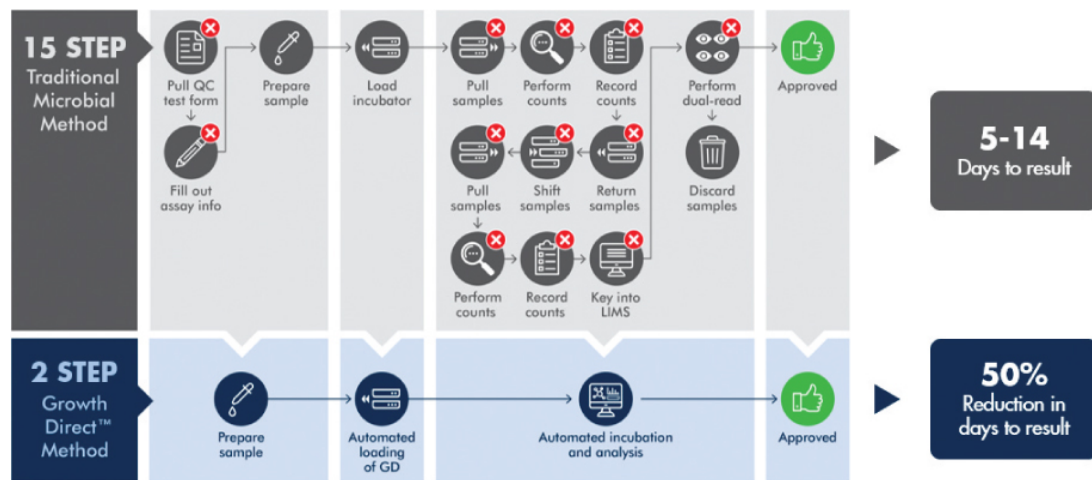 15 STEP
Traditional
Microbial
Method
Pull QC
test form
Prepare
sample
Load
incubator
Pull
samples
Perform
counts
Record
counts
Perform
dual-read
Approved
Fill out
assay info
Pull
samples
Shift
samples
Return
samples
Discard
samples
Perform
counts
Record
counts
Key into
LIMS
5-14
Days to result
2 STEP
Growth
Direct™
Method
Prepare
sample
Automated
loading
of GD
Automated incubation
and analysis
Approved
50%
Reduction in
days to result